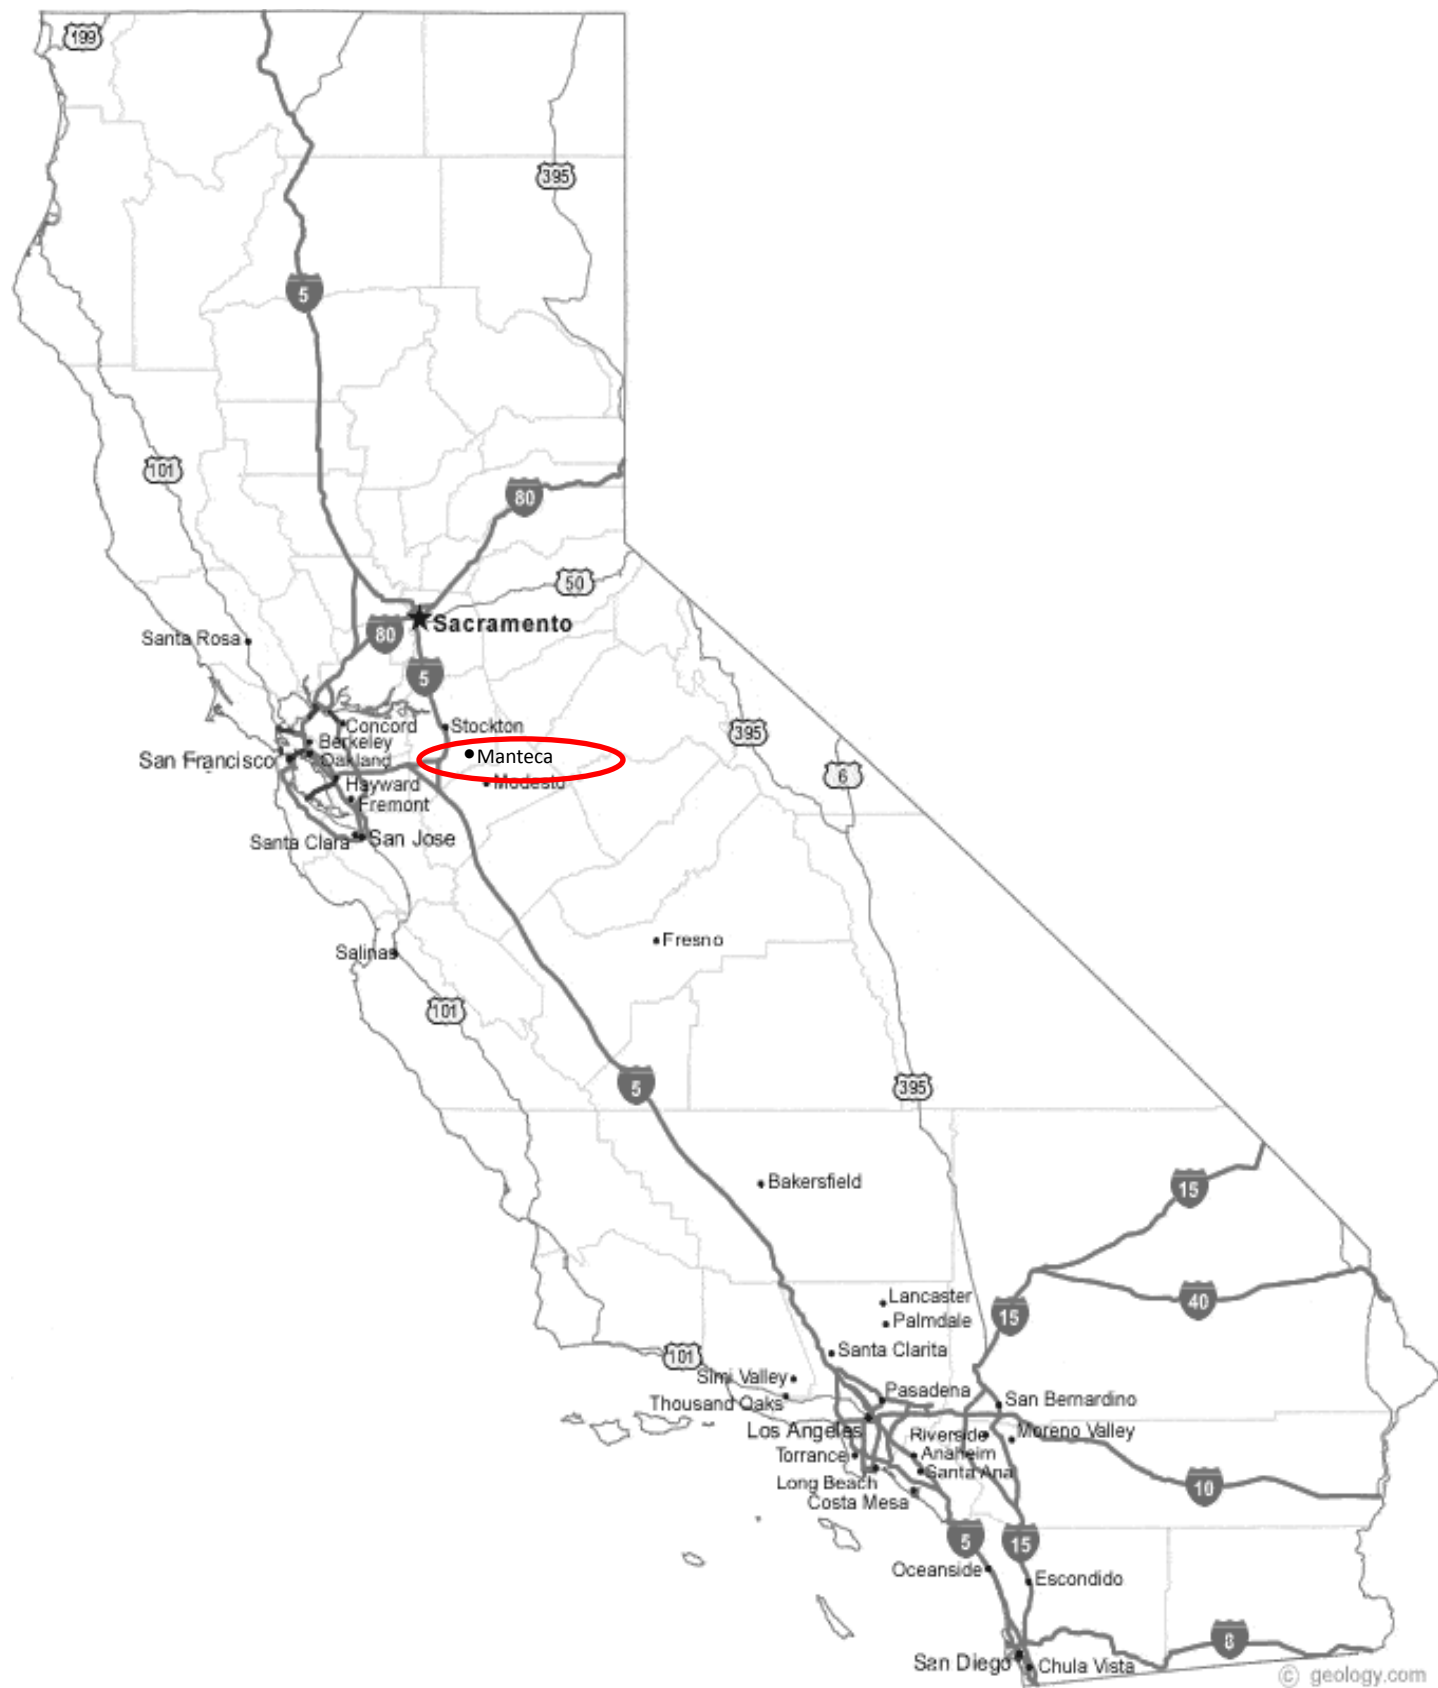 199
395
5
101
80
50
Sacramento
80
Santa Rosa
5
Concord
Stockton
395
Berkeley
San Francisco
Oakland
Manteca
6
Hayward
Modesto
Fremont
Santa Clara
San Jose
Fresno
Salinas
101
5
395
Bakersfield
15
Lancaster
40
Palmdale
15
Santa Clarita
101
Simi Valley
Pasadena
Thousand Oaks
San Bernardino
Los Angeles
Riverside
Moreno Valley
Torrance
Anaheim
Santa Ana
Long Beach
10
Costa Mesa
5
15
Oceanside
Escondido
8
San Diego
Chula Vista
© geology.com